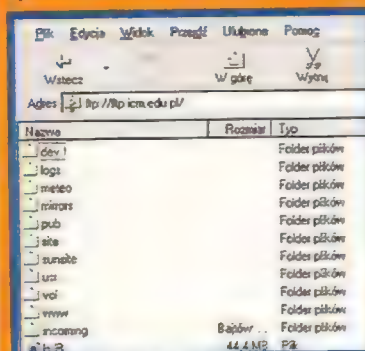 Plik Edycja Widok Przejdź Ulubione Pomoc
Wstecz W górę Wytnij
Adres ftp://ftp.icm.edu.pl/
Nazwa Rozmiar Typ
dev Folder plików
logs Folder plików
meteo Folder plików
mirrors Folder plików
pub Folder plików
site Folder plików
sunsite Folder plików
usr Folder plików
vol Folder plików
www Folder plików
incoming Bajtów ... Folder plików
44,4 MB Plik